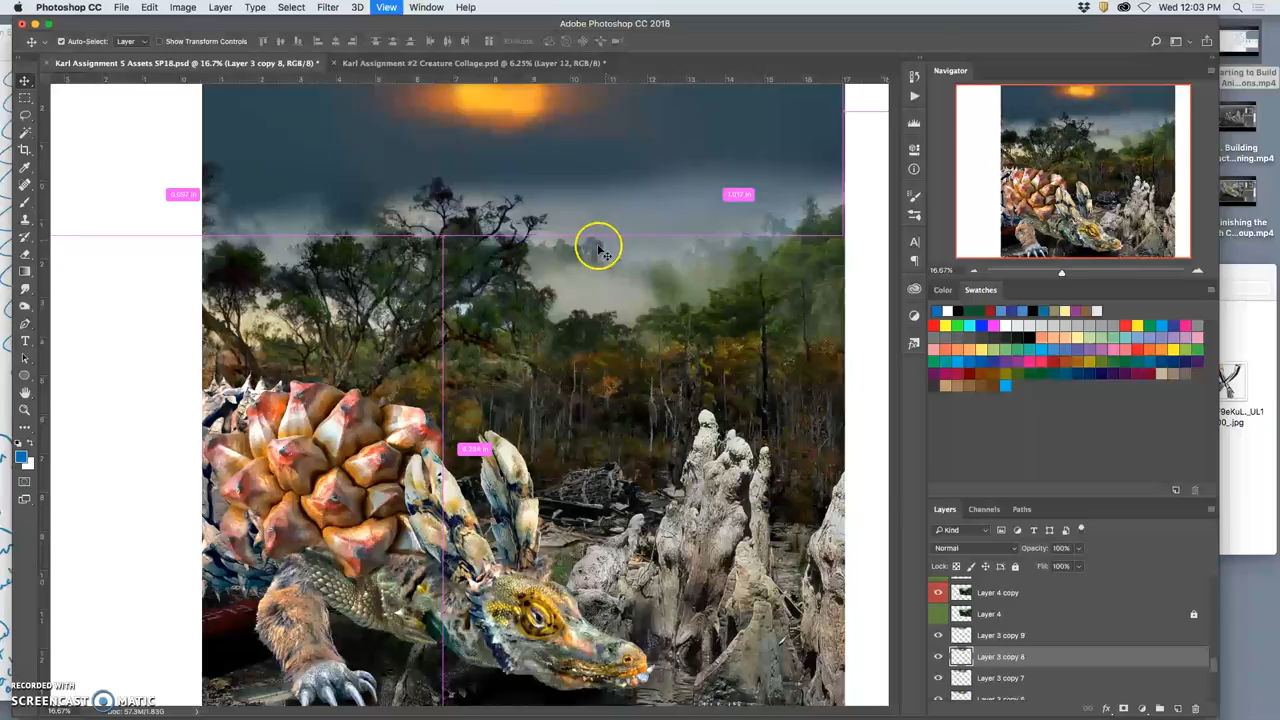 Photoshop CC File Edit Image Layer Type Select Filter 3D View Window Help Wed 12:03 PM
Adobe Photoshop CC 2018
Auto-Select: Layer Show Transform Controls
Karl Assignment 5 Assets SP18.psd @ 16.7% (Layer 3 copy 8, RGB/8) * Karl Assignment #2 Creature Collage.psd @ 6.25% (Layer 12, RGB/8) *
Navigator
16.67%
Color Swatches
Layers Channels Paths
Kind
Normal Opacity: 100%
Lock: Fill: 100%
Layer 4 copy
Layer 4
Layer 3 copy 9
Layer 3 copy 8
Layer 3 copy 7
RECORDED WITH
SCREENCAST MATIC
16.67% Doc: 57.3M/1.83G